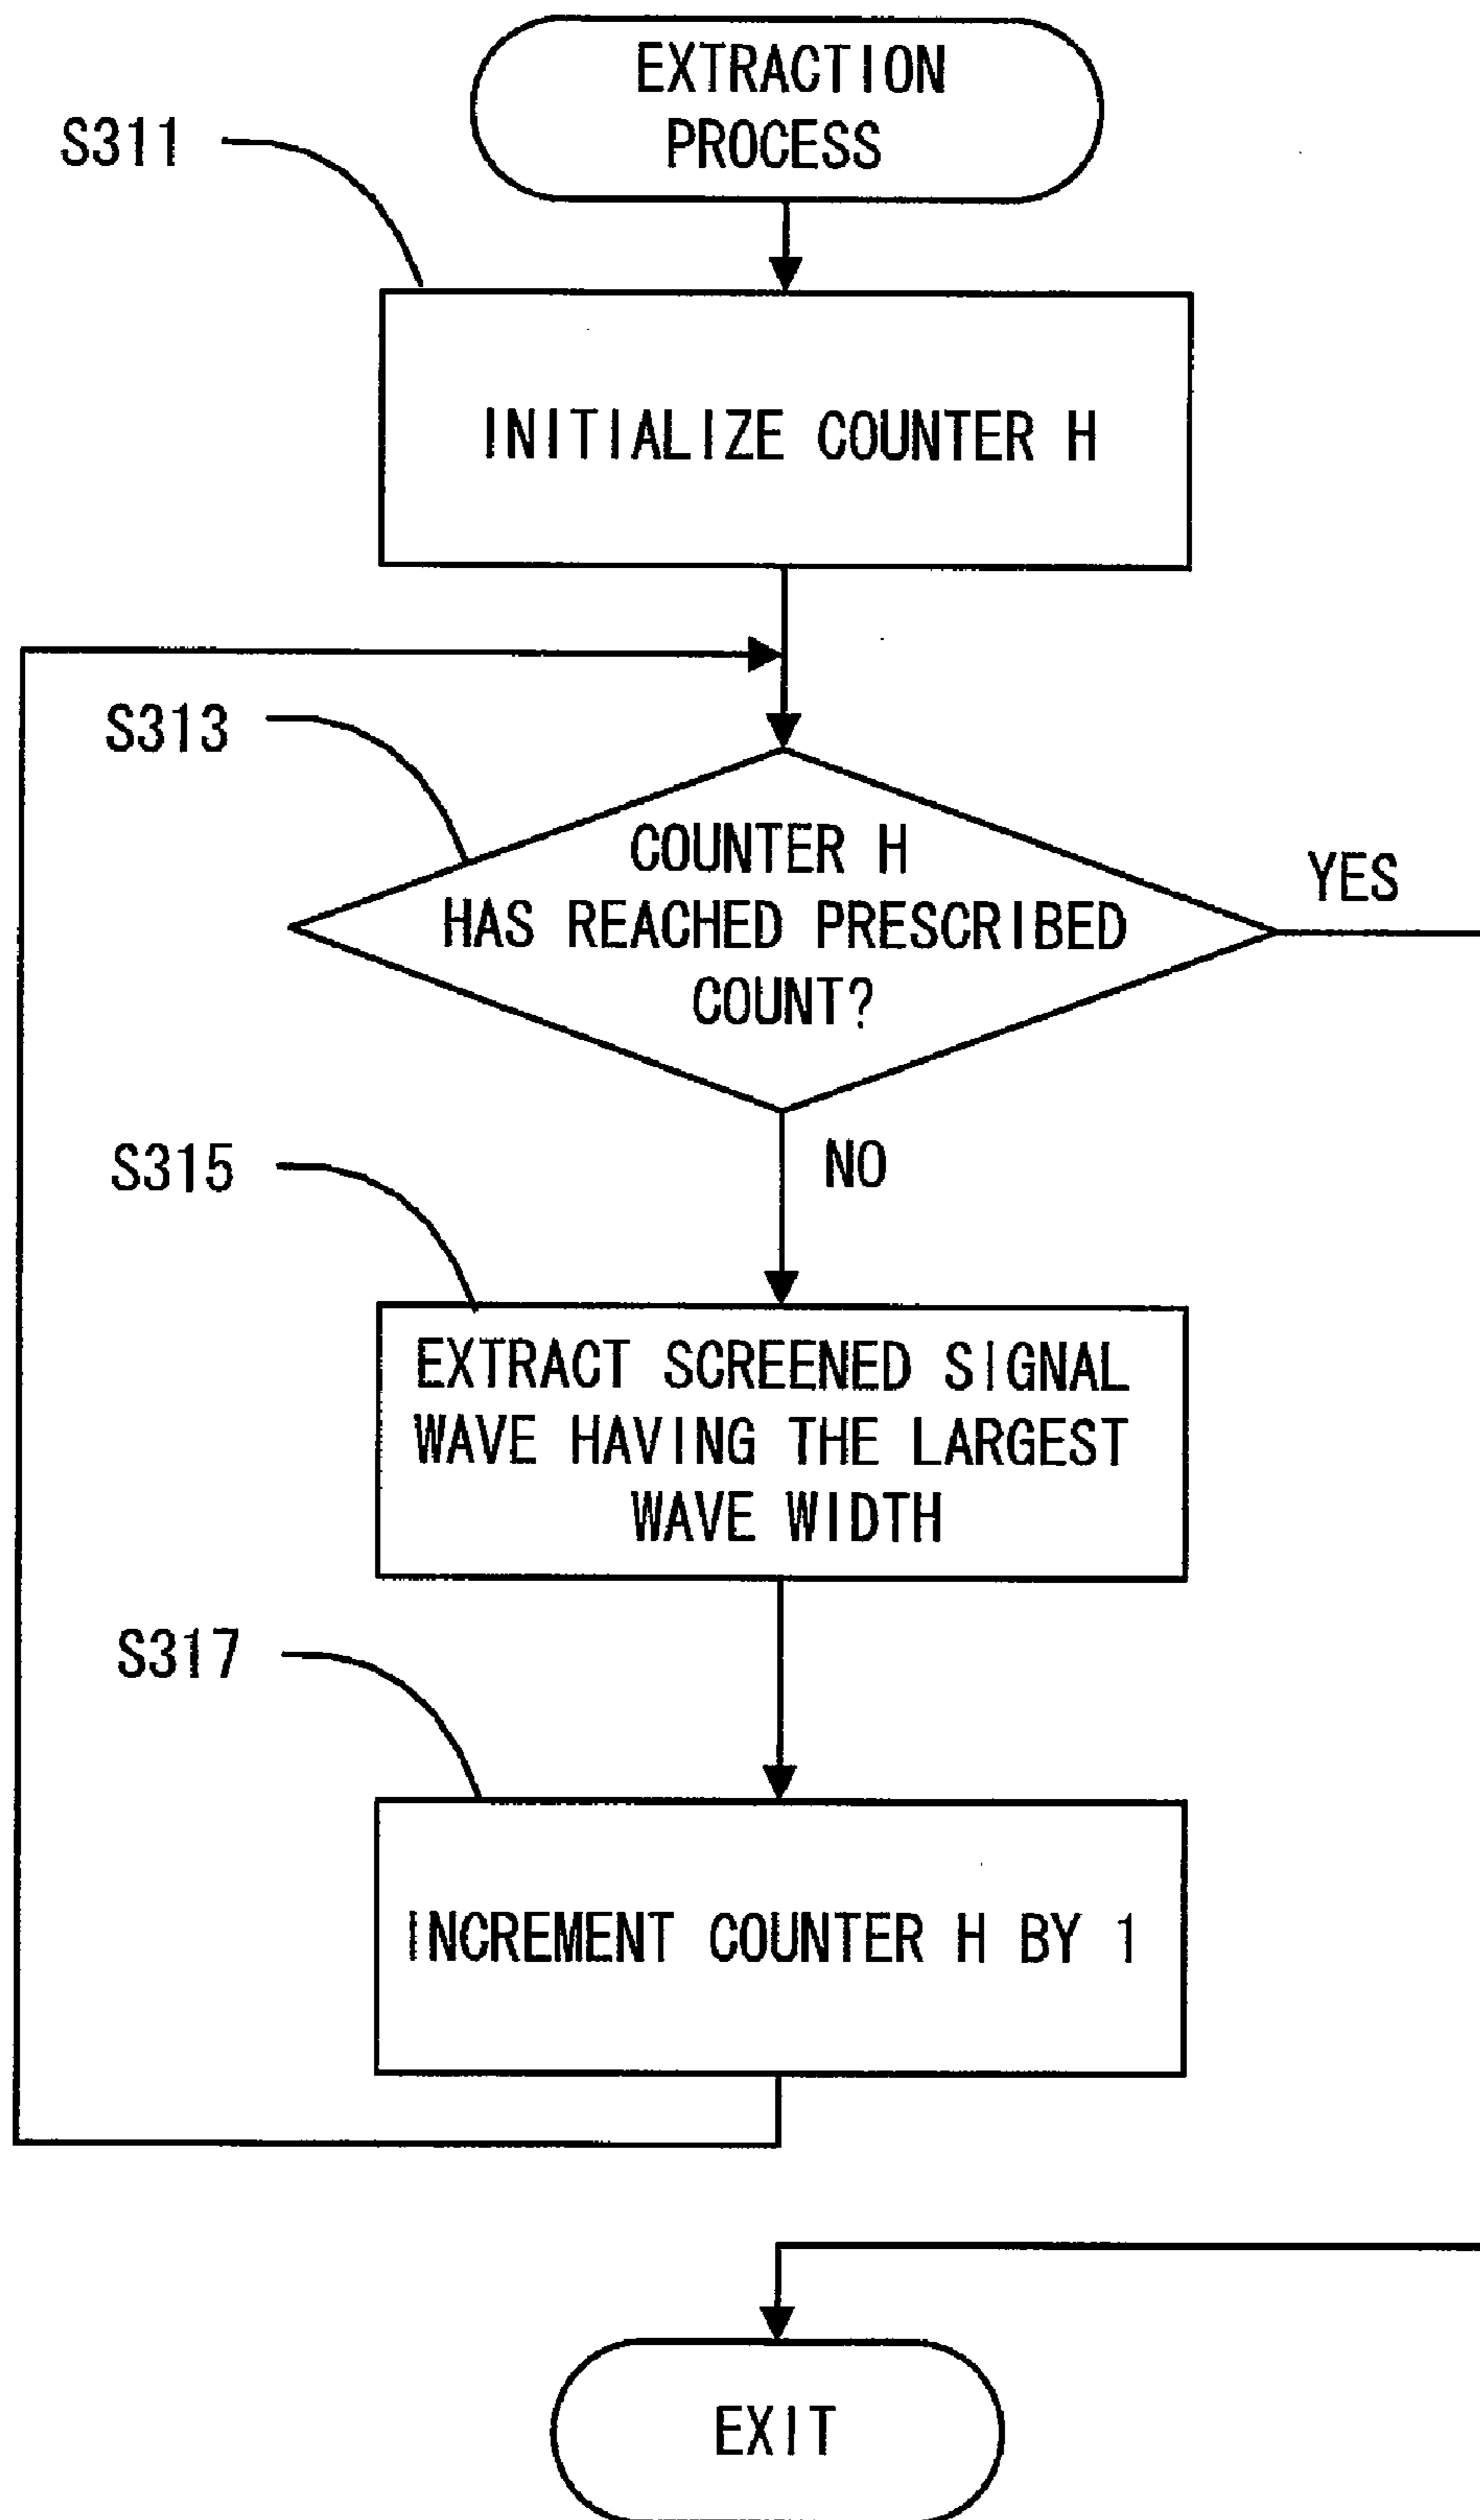 EXTRACTION
PROCESS
S311
INITIALIZE COUNTER H
S313
COUNTER H
HAS REACHED PRESCRIBED
COUNT?
YES
NO
S315
EXTRACT SCREENED SIGNAL
WAVE HAVING THE LARGEST
WAVE WIDTH
S317
INCREMENT COUNTER H BY 1
EXIT